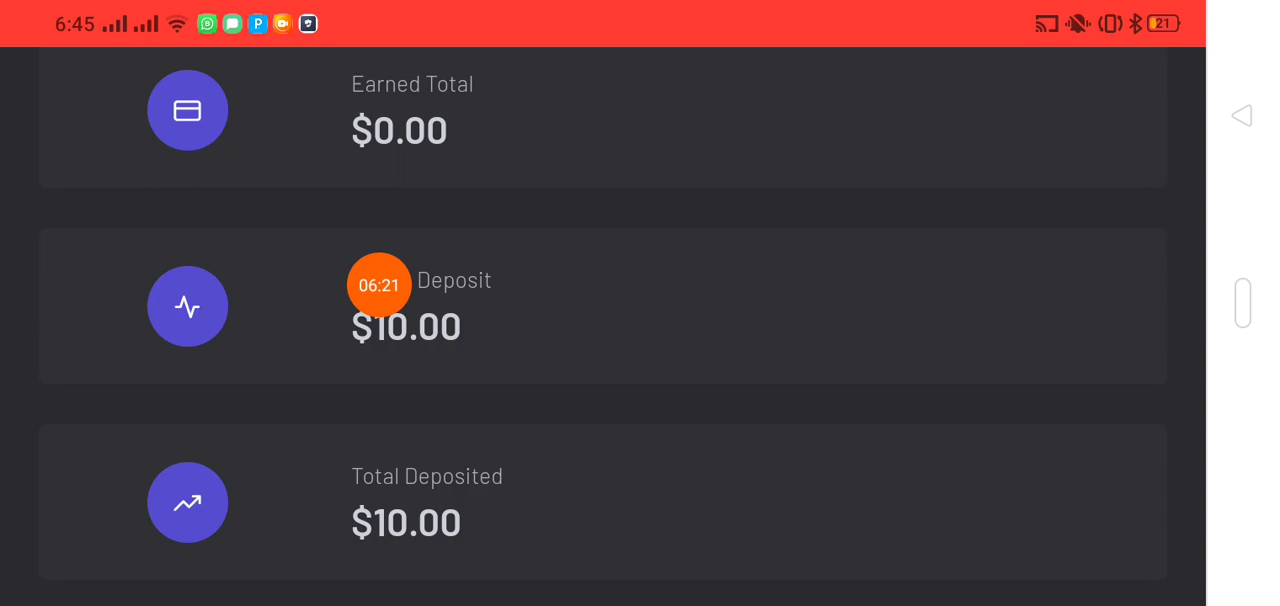 6:45
P
21
Earned Total
$0.00
06:21
Deposit
$10.00
Total Deposited
$10.00